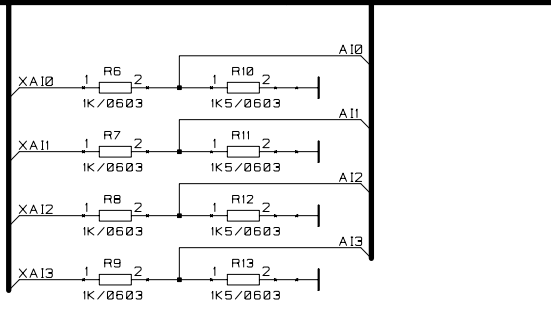 AI0
R6 R10
XAI0 1 2 1 2
1K/0603 1K5/0603
AI1
R7 R11
XAI1 1 2 1 2
1K/0603 1K5/0603
AI2
R8 R12
XAI2 1 2 1 2
1K/0603 1K5/0603
AI3
R9 R13
XAI3 1 2 1 2
1K/0603 1K5/0603